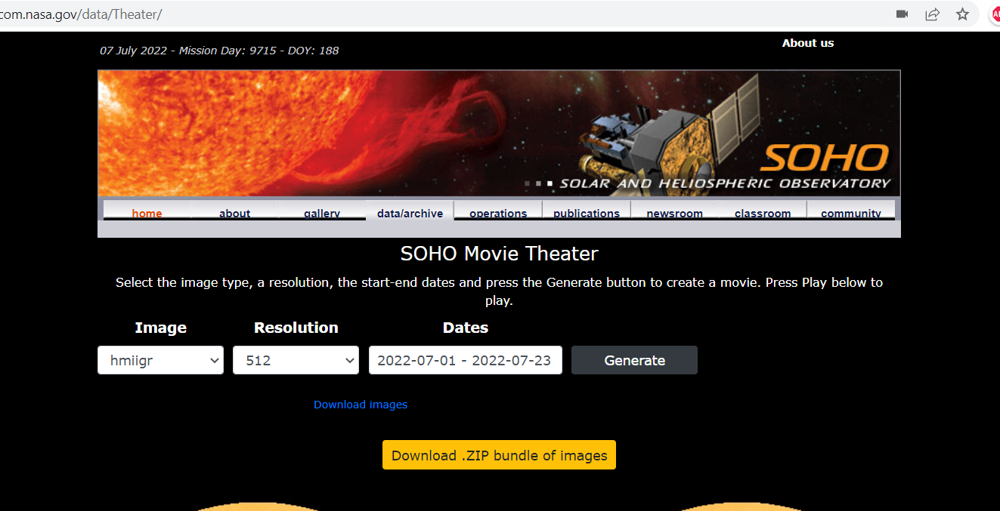 com.nasa.gov/data/Theater/
07 July 2022 - Mission Day: 9715 - DOY: 188
About us
SOHO
SOLAR AND HELIOSPHERIC OBSERVATORY
home about gallery data/archive operations publications newsroom classroom community
SOHO Movie Theater
Select the image type, a resolution, the start-end dates and press the Generate button to create a movie. Press Play below to
play.
Image Resolution Dates
hmiigr 512 2022-07-01 - 2022-07-23 Generate
Download images
Download .ZIP bundle of images